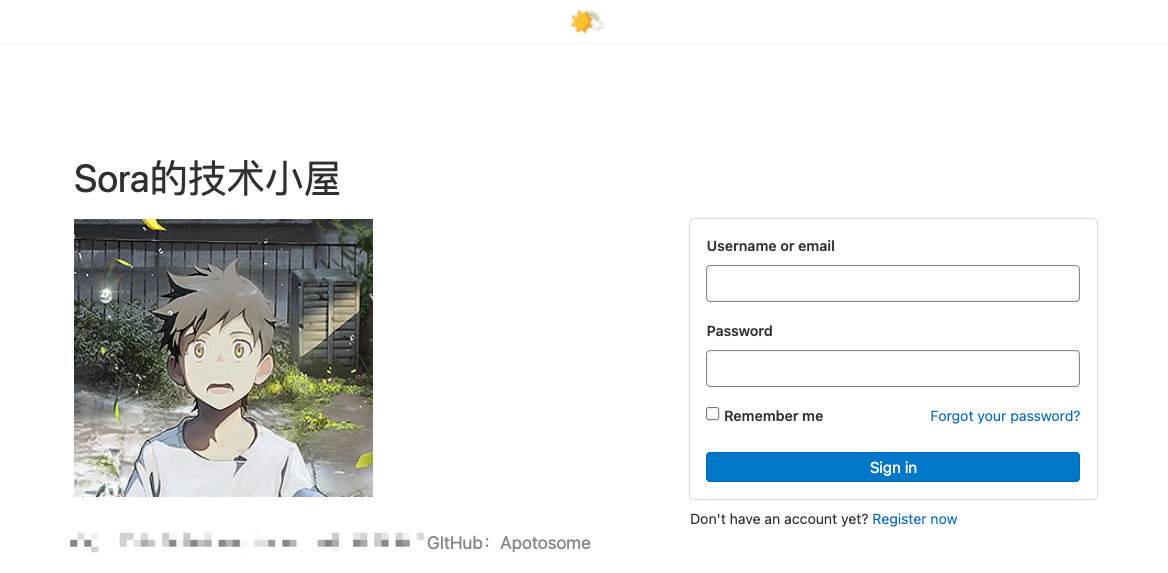 Sora的技术小屋
Username or email
Password
Remember me
Forgot your password?
Sign in
Don't have an account yet? Register now
GItHub：Apotosome